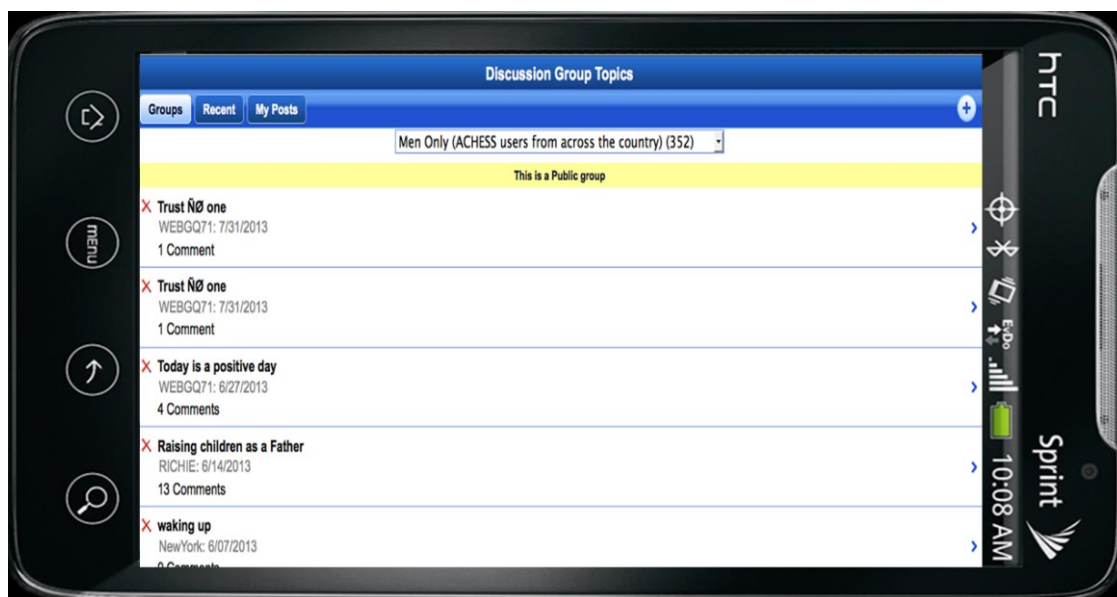 Discussion Group Topics
Groups Recent My Posts
Men Only (ACHESS users from across the country) (352)
This is a Public group
Trust ÑØ one
WEBGQ71: 7/31/2013
1 Comment
Trust ÑØ one
WEBGQ71: 7/31/2013
1 Comment
Today is a positive day
WEBGQ71: 6/27/2013
4 Comments
Raising children as a Father
RICHIE: 6/14/2013
13 Comments
waking up
NewYork: 6/07/2013
menu
EvDo
10:08 AM
hTC
Sprint